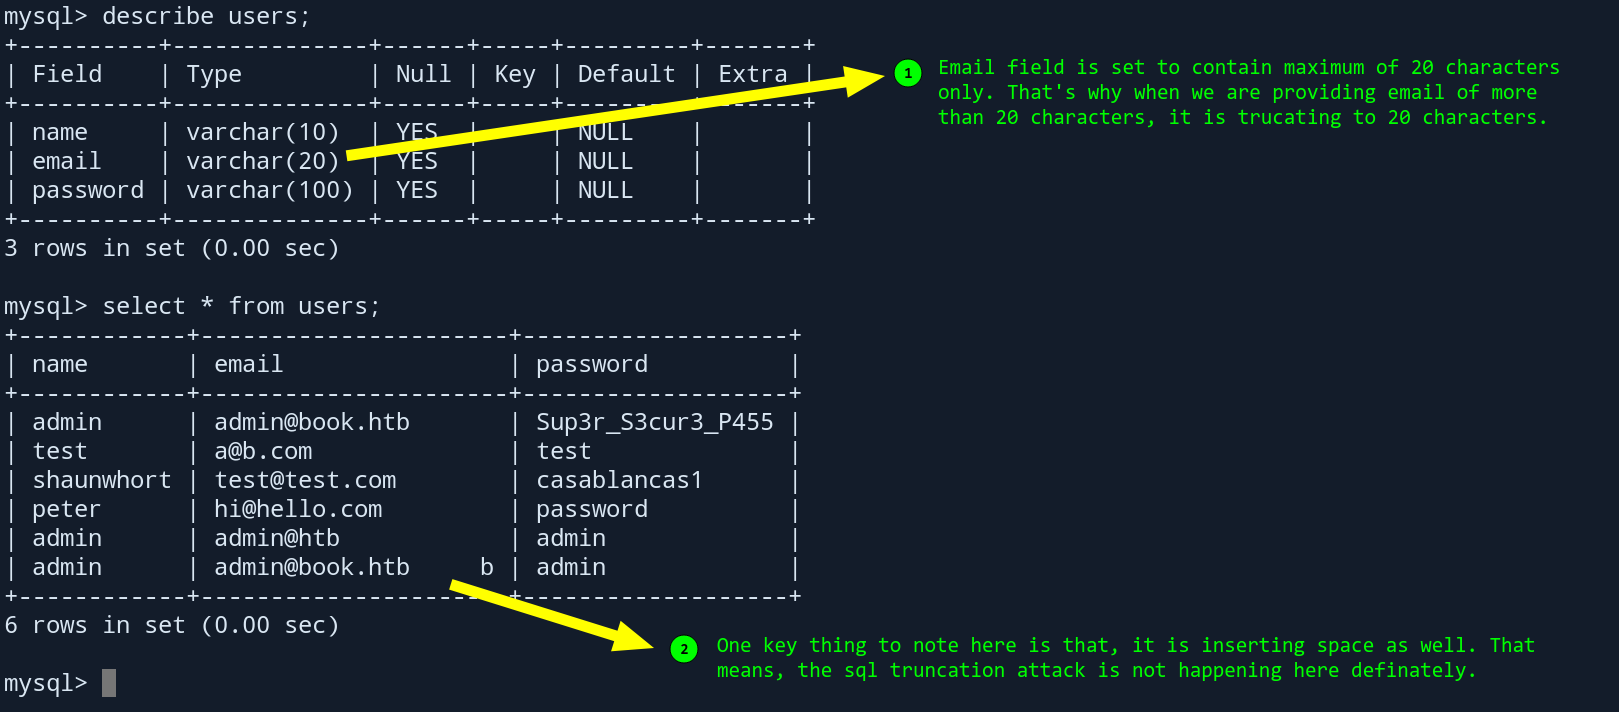 mysql> describe users;
+----------+--------------+------+-----+---------+-------+
| Field    | Type         | Null | Key | Default | Extra |
+----------+--------------+------+-----+---------+-------+
| name     | varchar(10)  | YES  |     | NULL    |       |
| email    | varchar(20)  | YES  |     | NULL    |       |
| password | varchar(100) | YES  |     | NULL    |       |
+----------+--------------+------+-----+---------+-------+
3 rows in set (0.00 sec)
1
Email field is set to contain maximum of 20 characters
only. That's why when we are providing email of more
than 20 characters, it is trucating to 20 characters.
mysql> select * from users;
+------------+----------------------+-------------------+
| name       | email                | password          |
+------------+----------------------+-------------------+
| admin      | admin@book.htb       | Sup3r_S3cur3_P455 |
| test       | a@b.com              | test              |
| shaunwhort | test@test.com        | casablancas1      |
| peter      | hi@hello.com         | password          |
| admin      | admin@htb            | admin             |
| admin      | admin@book.htb     b | admin             |
+------------+----------------------+-------------------+
6 rows in set (0.00 sec)
2
One key thing to note here is that, it is inserting space as well. That
means, the sql truncation attack is not happening here definately.
mysql>